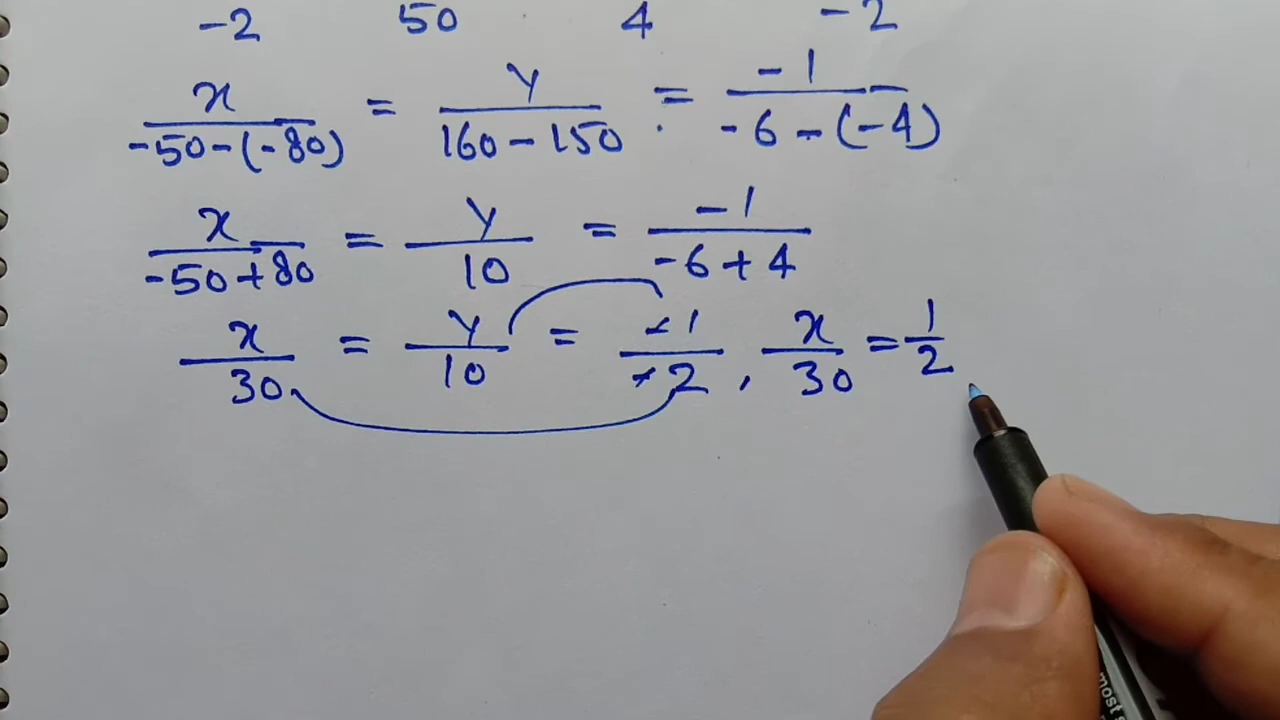 -2 50 4 -2
x/(-50-(-80)) = y/(160-150) = -1/(-6-(-4))
x/(-50+80) = y/10 = -1/(-6+4)
x/30 = y/10 = -1/-2, x/30 = 1/2
most s